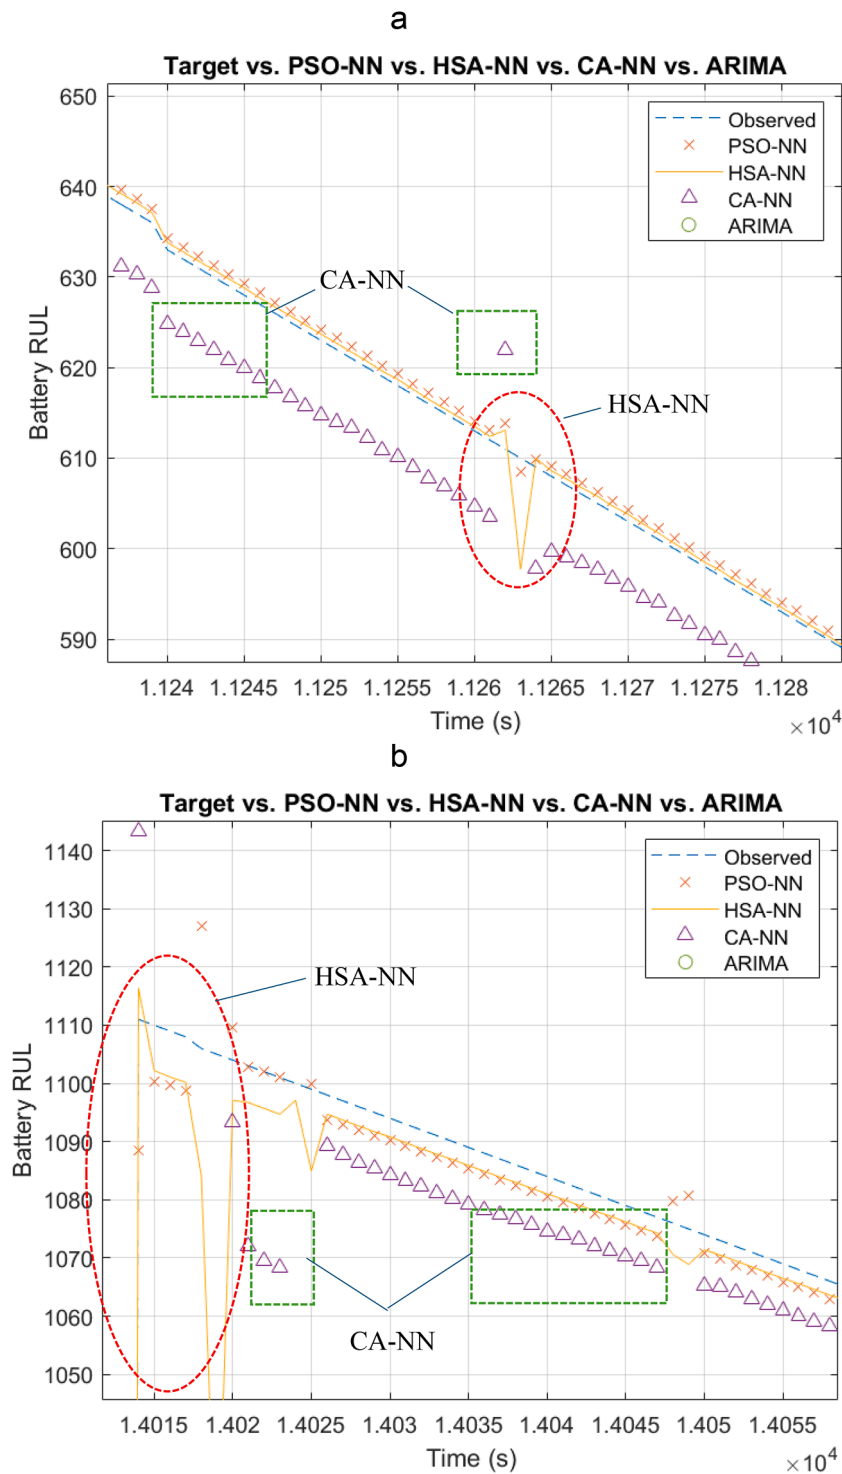 a
Target vs. PSO-NN vs. HSA-NN vs. CA-NN vs. ARIMA
650
640
630
620
610
600
590
Battery RUL
Observed
PSO-NN
HSA-NN
CA-NN
ARIMA
CA-NN
HSA-NN
1.124 1.1245 1.125 1.1255 1.126 1.1265 1.127 1.1275 1.128
Time (s)
×10⁴
b
Target vs. PSO-NN vs. HSA-NN vs. CA-NN vs. ARIMA
1140
1130
1120
1110
1100
1090
1080
1070
1060
1050
Battery RUL
Observed
PSO-NN
HSA-NN
CA-NN
ARIMA
HSA-NN
CA-NN
1.4015 1.402 1.4025 1.403 1.4035 1.404 1.4045 1.405 1.4055
Time (s)
×10⁴